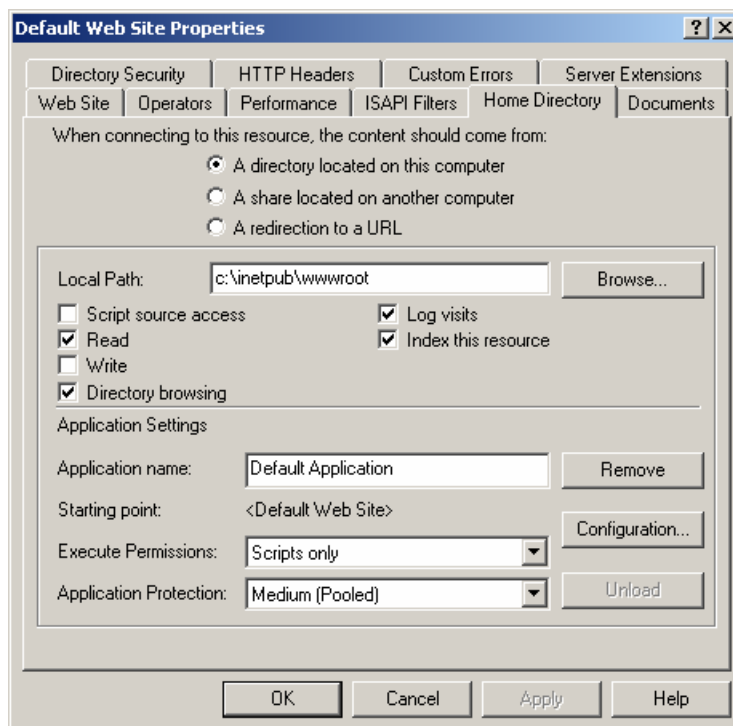 Default Web Site Properties
Directory Security HTTP Headers Custom Errors Server Extensions
Web Site Operators Performance ISAPI Filters Home Directory Documents
When connecting to this resource, the content should come from:
A directory located on this computer
A share located on another computer
A redirection to a URL
Local Path: c:\inetpub\wwwroot Browse...
Script source access Log visits
Read Index this resource
Write
Directory browsing
Application Settings
Application name: Default Application Remove
Starting point: <Default Web Site>
Configuration...
Execute Permissions: Scripts only
Application Protection: Medium (Pooled) Unload
OK Cancel Apply Help